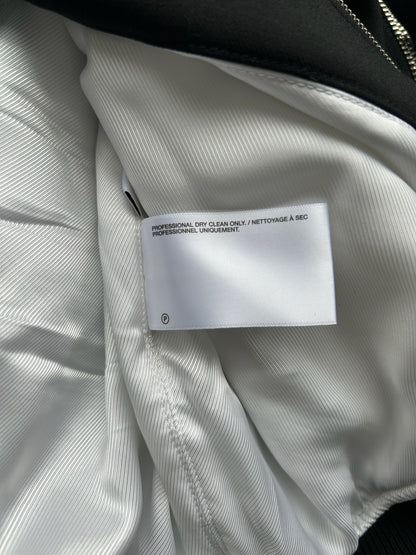 PROFESSIONAL DRY CLEAN ONLY. / NETTOYAGE À SEC
PROFESSIONNEL UNIQUEMENT.
Ⓟ